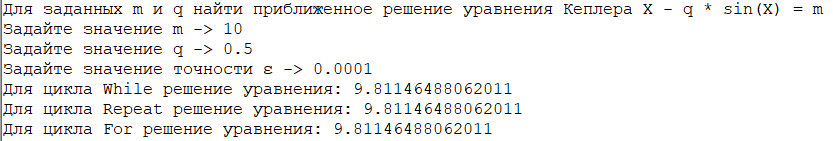 Для заданных m и q найти приближенное решение уравнения Кеплера X - q * sin(X) = m
Задайте значение m -> 10
Задайте значение q -> 0.5
Задайте значение точности ε -> 0.0001
Для цикла While решение уравнения: 9.81146488062011
Для цикла Repeat решение уравнения: 9.81146488062011
Для цикла For решение уравнения: 9.81146488062011